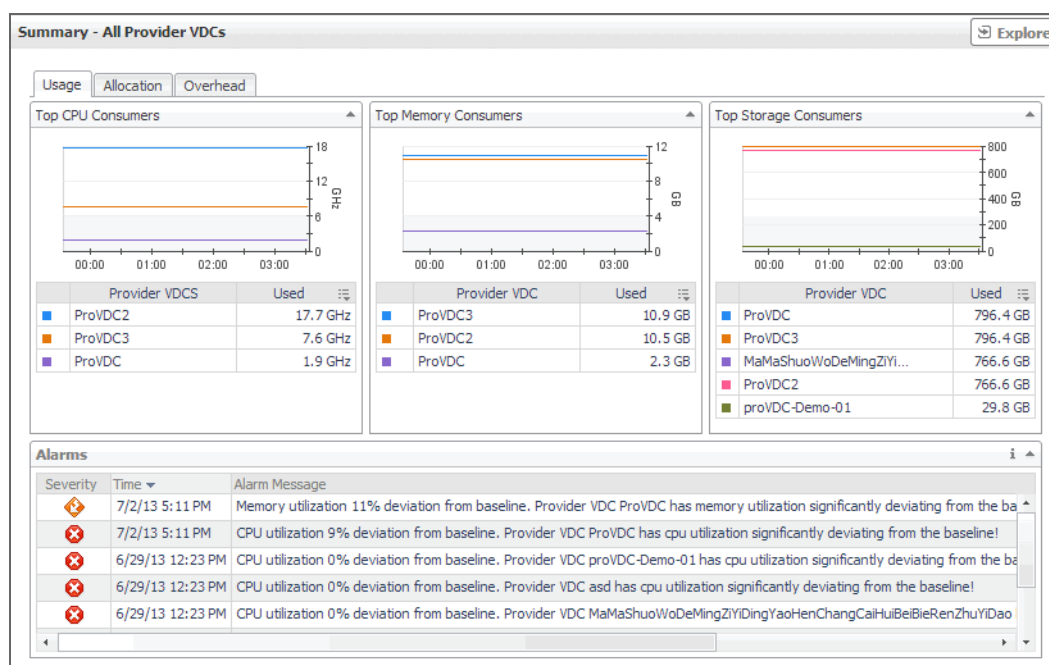 Summary - All Provider VDCs
Explore
Usage
Allocation
Overhead
Top CPU Consumers
18
12
6
0
GHz
00:00 01:00 02:00 03:00
Provider VDCS Used
ProVDC2 17.7 GHz
ProVDC3 7.6 GHz
ProVDC 1.9 GHz
Top Memory Consumers
12
8
4
0
GB
00:00 01:00 02:00 03:00
Provider VDC Used
ProVDC3 10.9 GB
ProVDC2 10.5 GB
ProVDC 2.3 GB
Top Storage Consumers
800
600
400
200
0
GB
00:00 01:00 02:00 03:00
Provider VDC Used
ProVDC 796.4 GB
ProVDC3 796.4 GB
MaMaShuoWoDeMingZiYi... 766.6 GB
ProVDC2 766.6 GB
proVDC-Demo-01 29.8 GB
Alarms
i
Severity Time Alarm Message
7/2/13 5:11 PM Memory utilization 11% deviation from baseline. Provider VDC ProVDC has memory utilization significantly deviating from the ba
7/2/13 5:11 PM CPU utilization 9% deviation from baseline. Provider VDC ProVDC has cpu utilization significantly deviating from the baseline!
6/29/13 12:23 PM CPU utilization 0% deviation from baseline. Provider VDC proVDC-Demo-01 has cpu utilization significantly deviating from the ba
6/29/13 12:23 PM CPU utilization 0% deviation from baseline. Provider VDC asd has cpu utilization significantly deviating from the baseline!
6/29/13 12:23 PM CPU utilization 0% deviation from baseline. Provider VDC MaMaShuoWoDeMingZiYiDingYaoHenChangCaiHuiBeiBieRenZhuYiDao